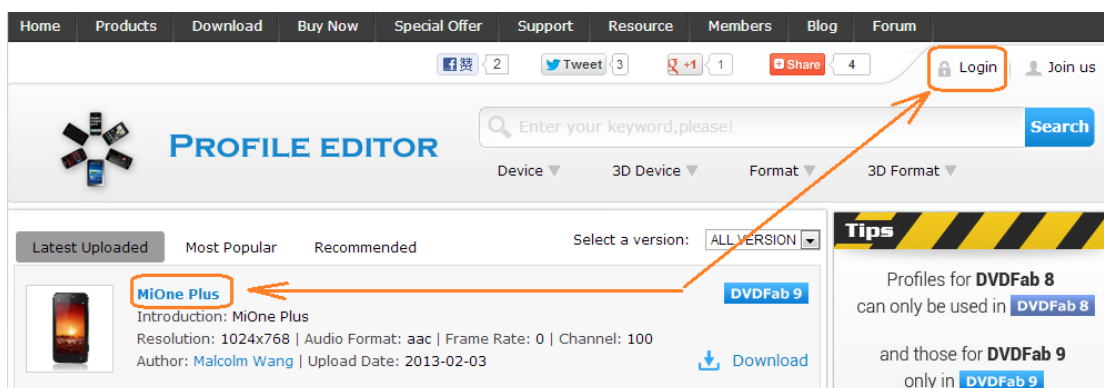 Home Products Download Buy Now Special Offer Support Resource Members Blog Forum
赞 2 Tweet 3 +1 1 Share 4 Login Join us
PROFILE EDITOR
Enter your keyword,please! Search
Device 3D Device Format 3D Format
Latest Uploaded Most Popular Recommended Select a version: ALL VERSION
MiOne Plus DVDFab 9
Introduction: MiOne Plus
Resolution: 1024x768 | Audio Format: aac | Frame Rate: 0 | Channel: 100
Author: Malcolm Wang | Upload Date: 2013-02-03 Download
Tips
Profiles for DVDFab 8
can only be used in DVDFab 8
and those for DVDFab 9
only in DVDFab 9